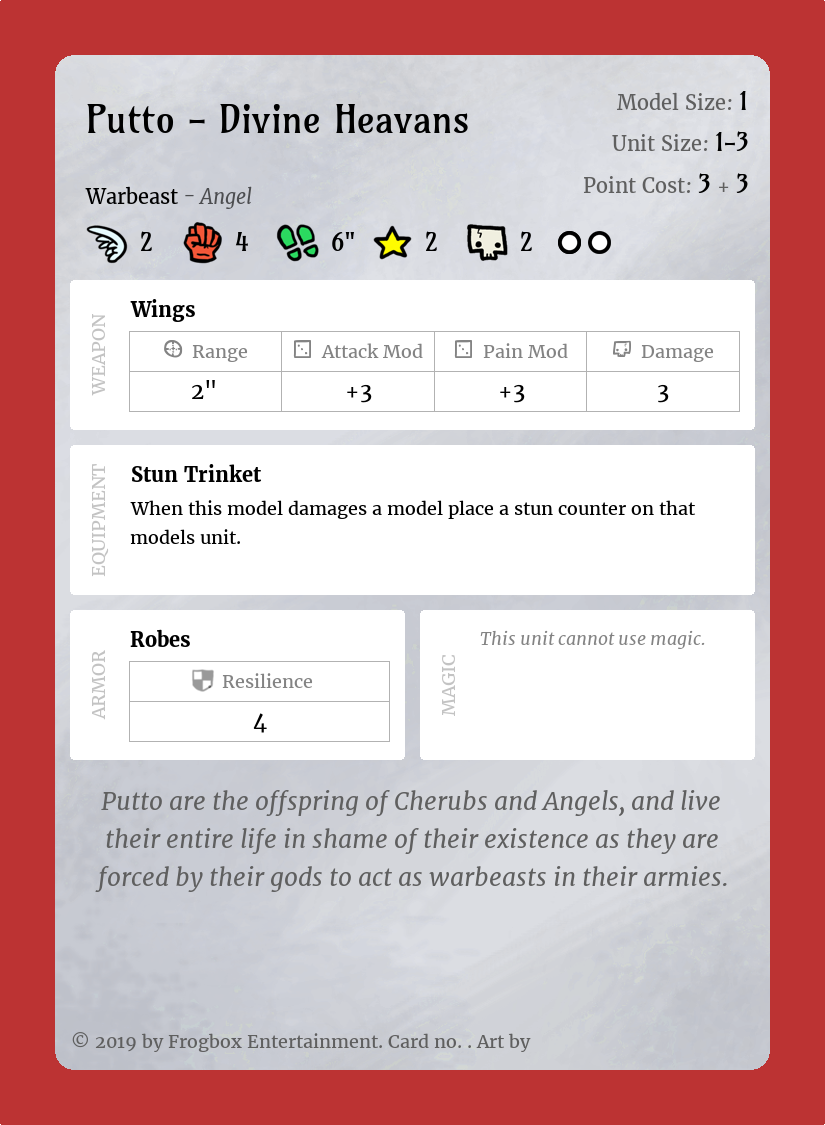 Putto - Divine Heavans
Model Size: 1
Unit Size: 1-3
Point Cost: 3 + 3
Warbeast - Angel
2 4 6" 2 2
WEAPON
Wings
Range Attack Mod Pain Mod Damage
2" +3 +3 3
EQUIPMENT
Stun Trinket
When this model damages a model place a stun counter on that
models unit.
ARMOR
Robes
Resilience
4
MAGIC
This unit cannot use magic.
Putto are the offspring of Cherubs and Angels, and live
their entire life in shame of their existence as they are
forced by their gods to act as warbeasts in their armies.
© 2019 by Frogbox Entertainment. Card no. . Art by